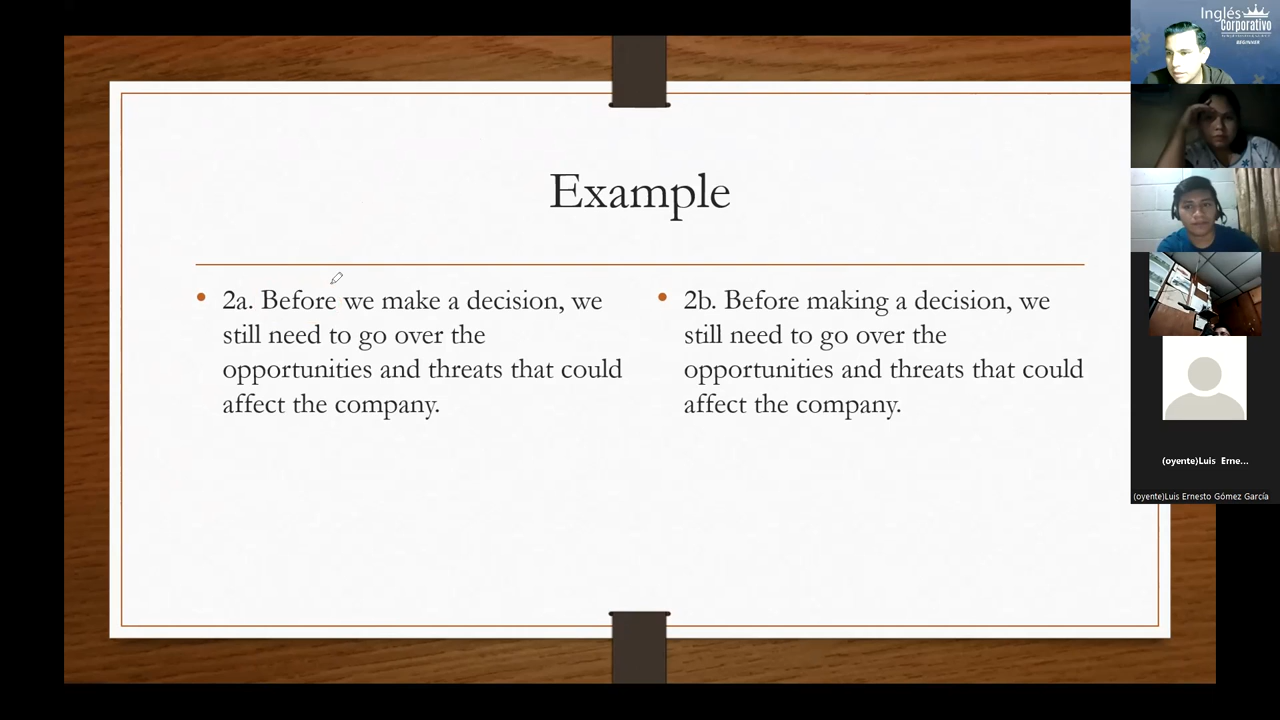 Example
• 2a. Before we make a decision, we
still need to go over the
opportunities and threats that could
affect the company.
• 2b. Before making a decision, we
still need to go over the
opportunities and threats that could
affect the company.
Inglés
Corporativo
BEGINNER
(oyente)Luis Erne...
(oyente)Luis Ernesto Gómez García